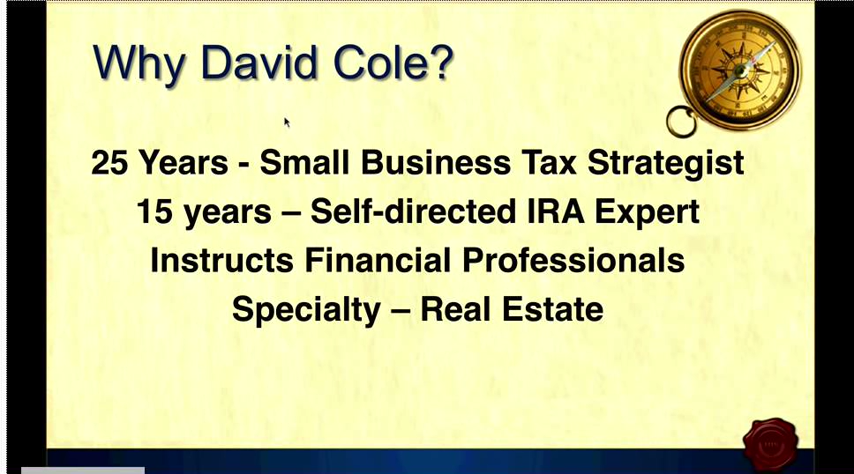 Why David Cole?
25 Years - Small Business Tax Strategist
15 years – Self-directed IRA Expert
Instructs Financial Professionals
Specialty – Real Estate